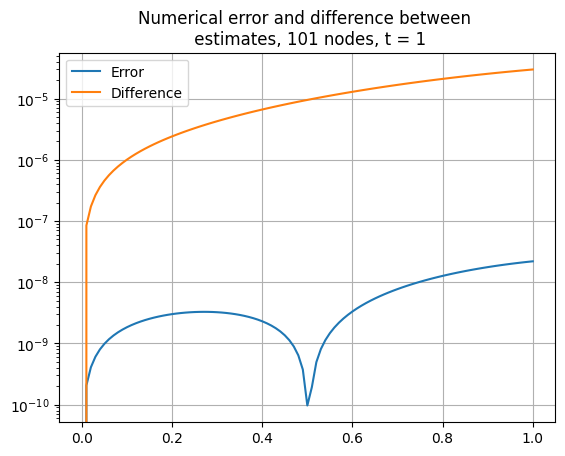 Numerical error and difference between
estimates, 101 nodes, t = 1
Error
Difference
10⁻⁵
10⁻⁶
10⁻⁷
10⁻⁸
10⁻⁹
10⁻¹⁰
0.0 0.2 0.4 0.6 0.8 1.0